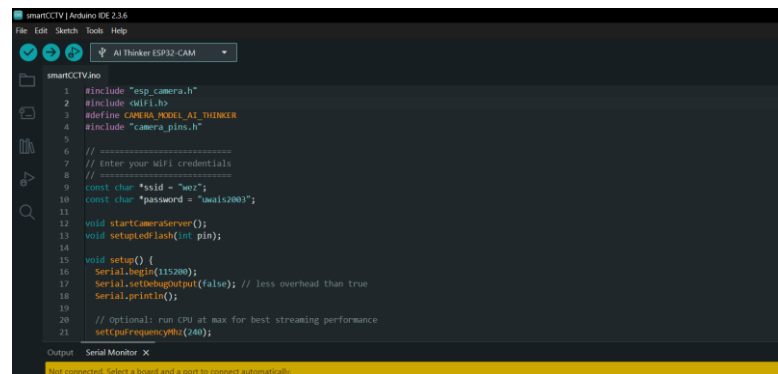 smartCCTV | Arduino IDE 2.3.6
File Edit Sketch Tools Help
AI Thinker ESP32-CAM
smartCCTV.ino
1 #include "esp_camera.h"
2 #include <WiFi.h>
3 #define CAMERA_MODEL_AI_THINKER
4 #include "camera_pins.h"
5
6 // ===========================
7 // Enter your WiFi credentials
8 // ===========================
9 const char *ssid = "wez";
10 const char *password = "uwais2003";
11
12 void startCameraServer();
13 void setupLedFlash(int pin);
14
15 void setup() {
16 Serial.begin(115200);
17 Serial.setDebugOutput(false); // less overhead than true
18 Serial.println();
19
20 // Optional: run CPU at max for best streaming performance
21 setCpuFrequencyMhz(240);
Output Serial Monitor X
Not connected. Select a board and a port to connect automatically.